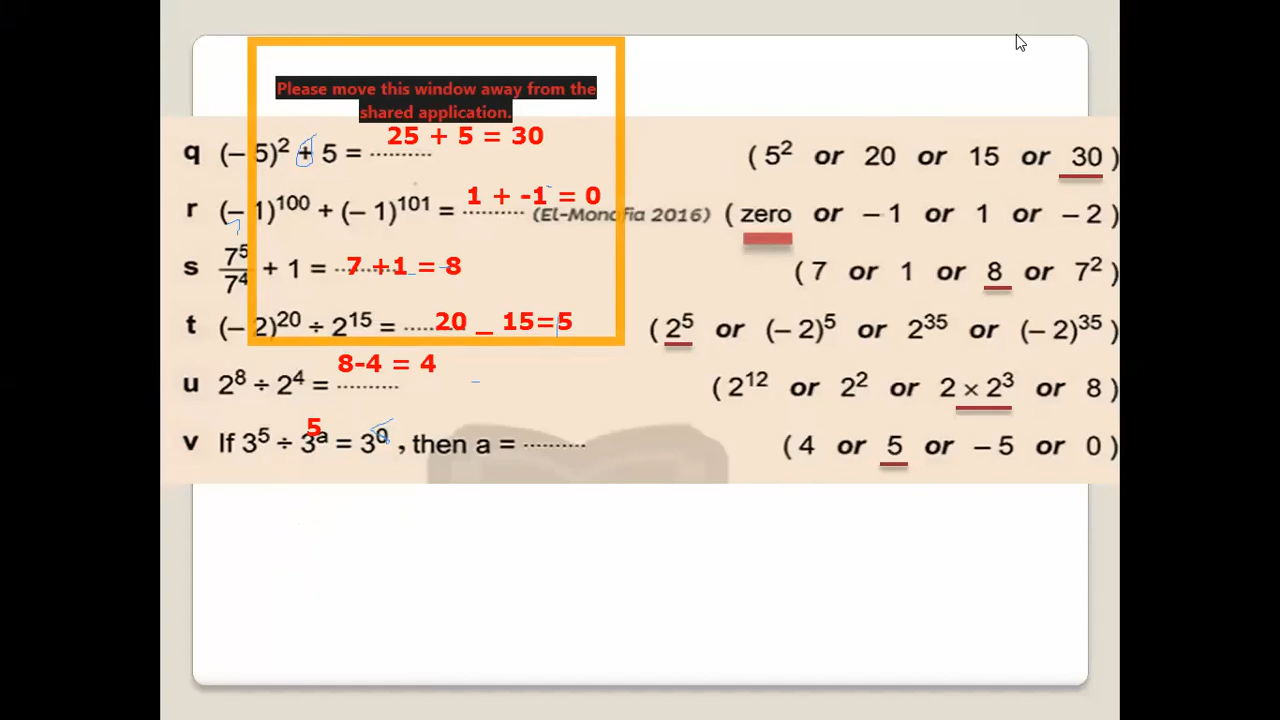 Please move this window away from the
shared application.
25 + 5 = 30
q (– 5)² + 5 = .......... ( 5² or 20 or 15 or 30 )
1 + -1 = 0
r (– 1)¹⁰⁰ + (– 1)¹⁰¹ = .......... (El-Monofia 2016) ( zero or – 1 or 1 or – 2 )
s 7⁵/7⁴ + 1 = .......... 7 +1 = 8 ( 7 or 1 or 8 or 7² )
t (– 2)²⁰ ÷ 2¹⁵ = .......... 20 _ 15=5 ( 2⁵ or (– 2)⁵ or 2³⁵ or (– 2)³⁵ )
8-4 = 4
u 2⁸ ÷ 2⁴ = .......... ( 2¹² or 2² or 2 × 2³ or 8 )
5
v If 3⁵ ÷ 3ᵃ = 3⁰ , then a = .......... ( 4 or 5 or – 5 or 0 )